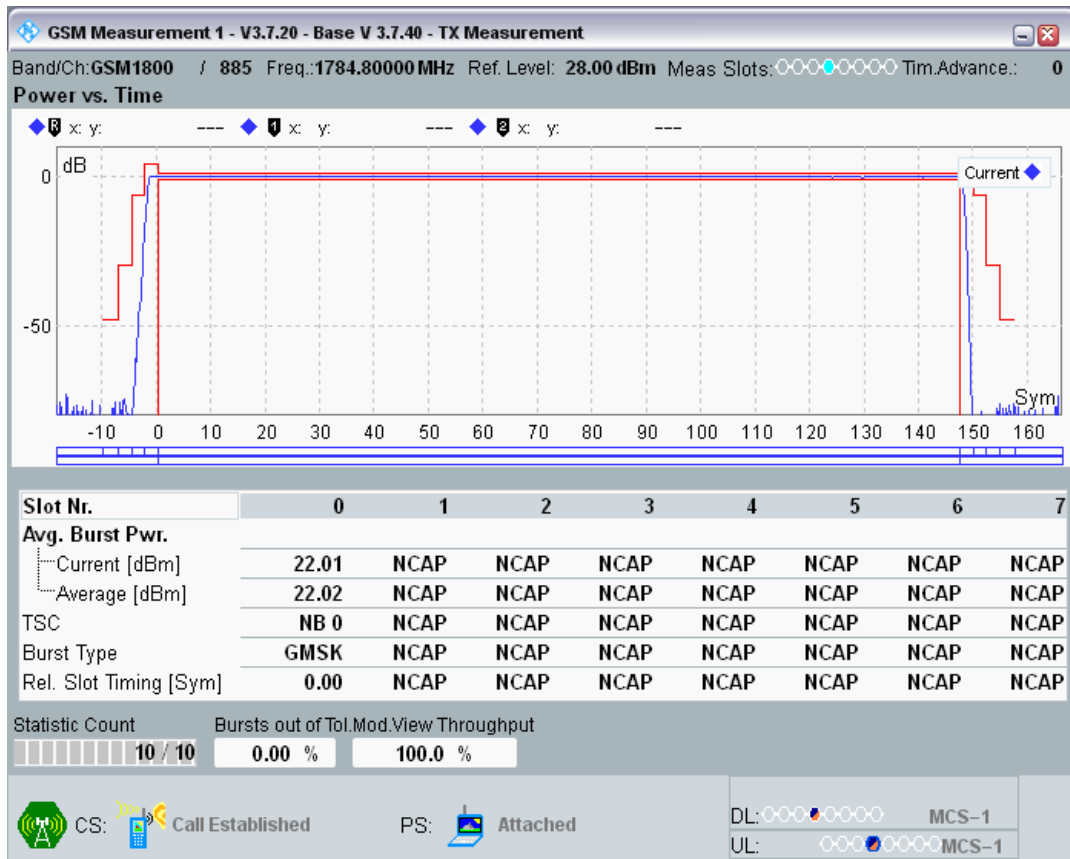 GSM Measurement 1 - V3.7.20 - Base V 3.7.40 - TX Measurement
Band/Ch:GSM1800 / 885 Freq.:1784.80000 MHz Ref. Level: 28.00 dBm Meas Slots: Tim.Advance.: 0
Power vs. Time
R x: y: --- 1 x: y: --- 2 x: y: ---
dB
Current
0
-50
Sym
-10 0 10 20 30 40 50 60 70 80 90 100 110 120 130 140 150 160
Slot Nr. 0 1 2 3 4 5 6 7
Avg. Burst Pwr.
Current [dBm] 22.01 NCAP NCAP NCAP NCAP NCAP NCAP NCAP
Average [dBm] 22.02 NCAP NCAP NCAP NCAP NCAP NCAP NCAP
TSC NB 0 NCAP NCAP NCAP NCAP NCAP NCAP NCAP
Burst Type GMSK NCAP NCAP NCAP NCAP NCAP NCAP NCAP
Rel. Slot Timing [Sym] 0.00 NCAP NCAP NCAP NCAP NCAP NCAP NCAP
Statistic Count Bursts out of Tol.Mod.View Throughput
10 / 10 0.00 % 100.0 %
CS: Call Established PS: Attached
DL: MCS-1
UL: MCS-1